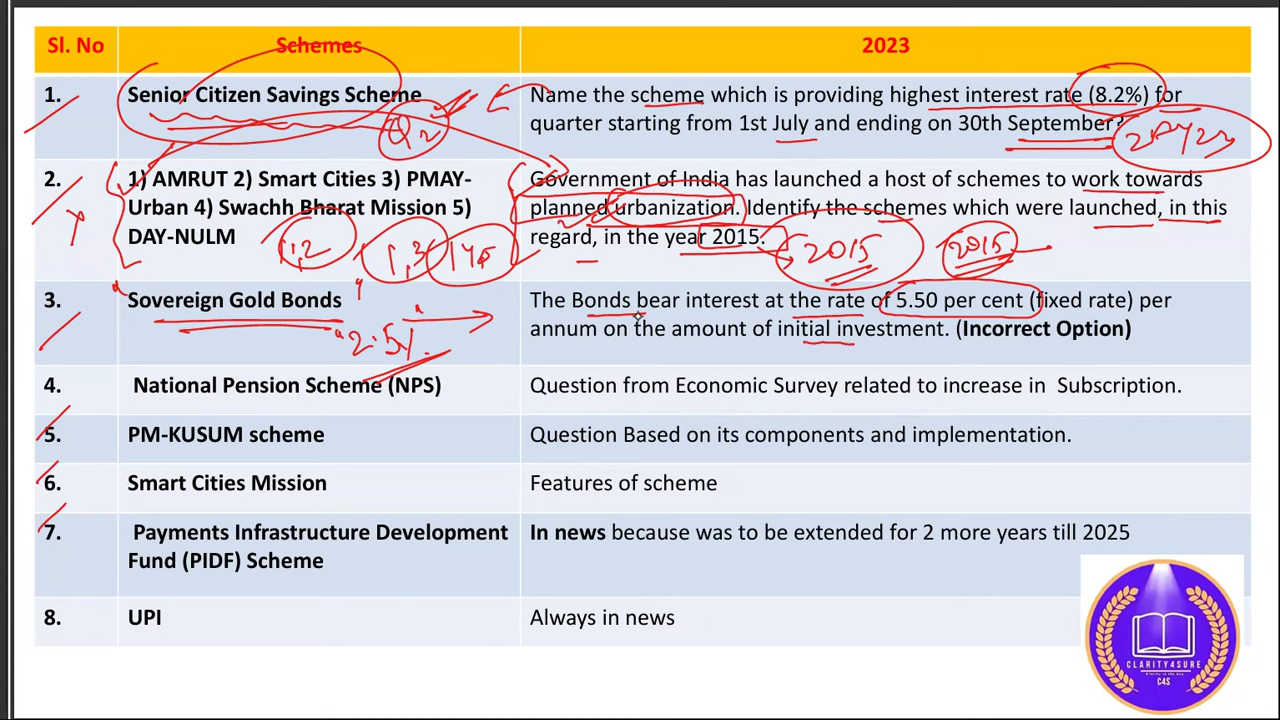 Sl. No Schemes 2023
1. Senior Citizen Savings Scheme Name the scheme which is providing highest interest rate (8.2%) for
quarter starting from 1st July and ending on 30th September?
Q2
2. 1) AMRUT 2) Smart Cities 3) PMAY- Government of India has launched a host of schemes to work towards
Urban 4) Swachh Bharat Mission 5) planned urbanization. Identify the schemes which were launched, in this
DAY-NULM regard, in the year 2015.
1,2 1,3 2015 2015
3. Sovereign Gold Bonds The Bonds bear interest at the rate of 5.50 per cent (fixed rate) per
annum on the amount of initial investment. (Incorrect Option)
2.5%
4. National Pension Scheme (NPS) Question from Economic Survey related to increase in Subscription.
5. PM-KUSUM scheme Question Based on its components and implementation.
6. Smart Cities Mission Features of scheme
7. Payments Infrastructure Development In news because was to be extended for 2 more years till 2025
Fund (PIDF) Scheme
8. UPI Always in news
CLARITY4SURE
C4S